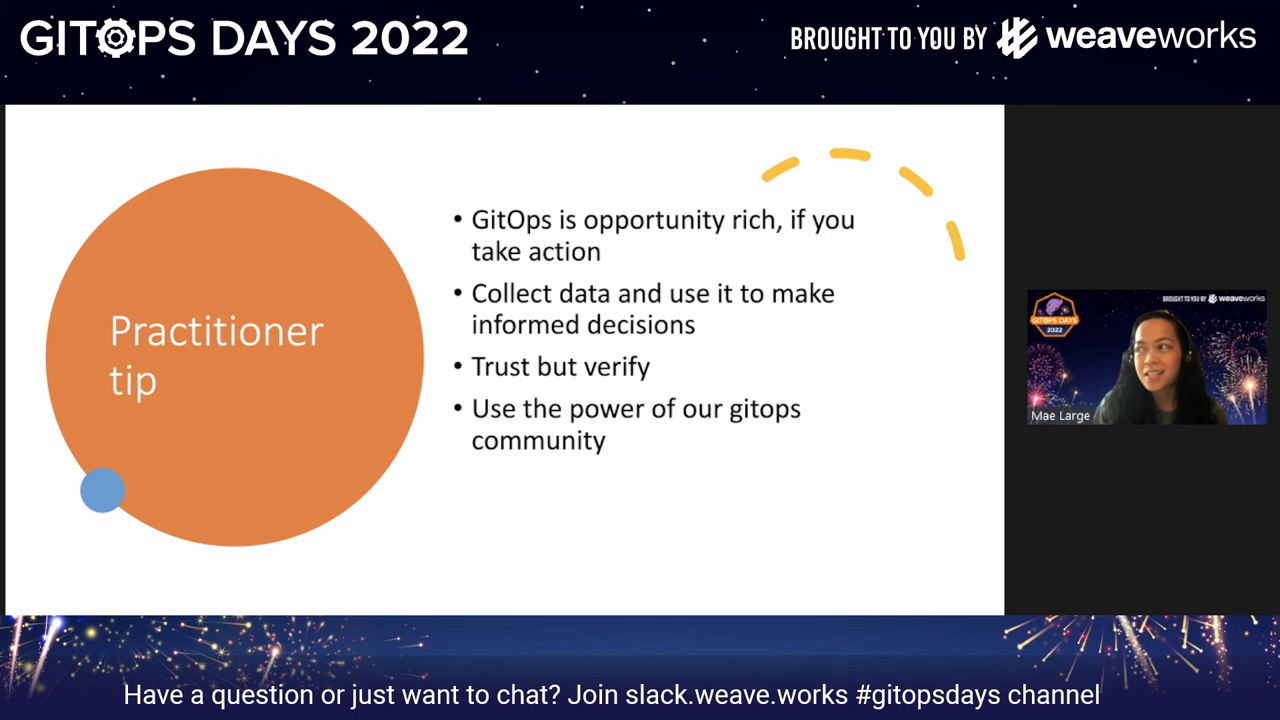 GITOPS DAYS 2022
BROUGHT TO YOU BY weaveworks
Practitioner
tip
• GitOps is opportunity rich, if you
take action
• Collect data and use it to make
informed decisions
• Trust but verify
• Use the power of our gitops
community
BROUGHT TO YOU BY weaveworks
GITOPS DAYS
2022
Mae Large
Have a question or just want to chat? Join slack.weave.works #gitopsdays channel